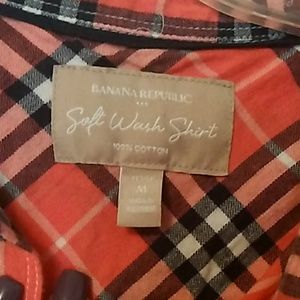 BANANA REPUBLIC
Soft Wash Shirt
100% COTTON
M